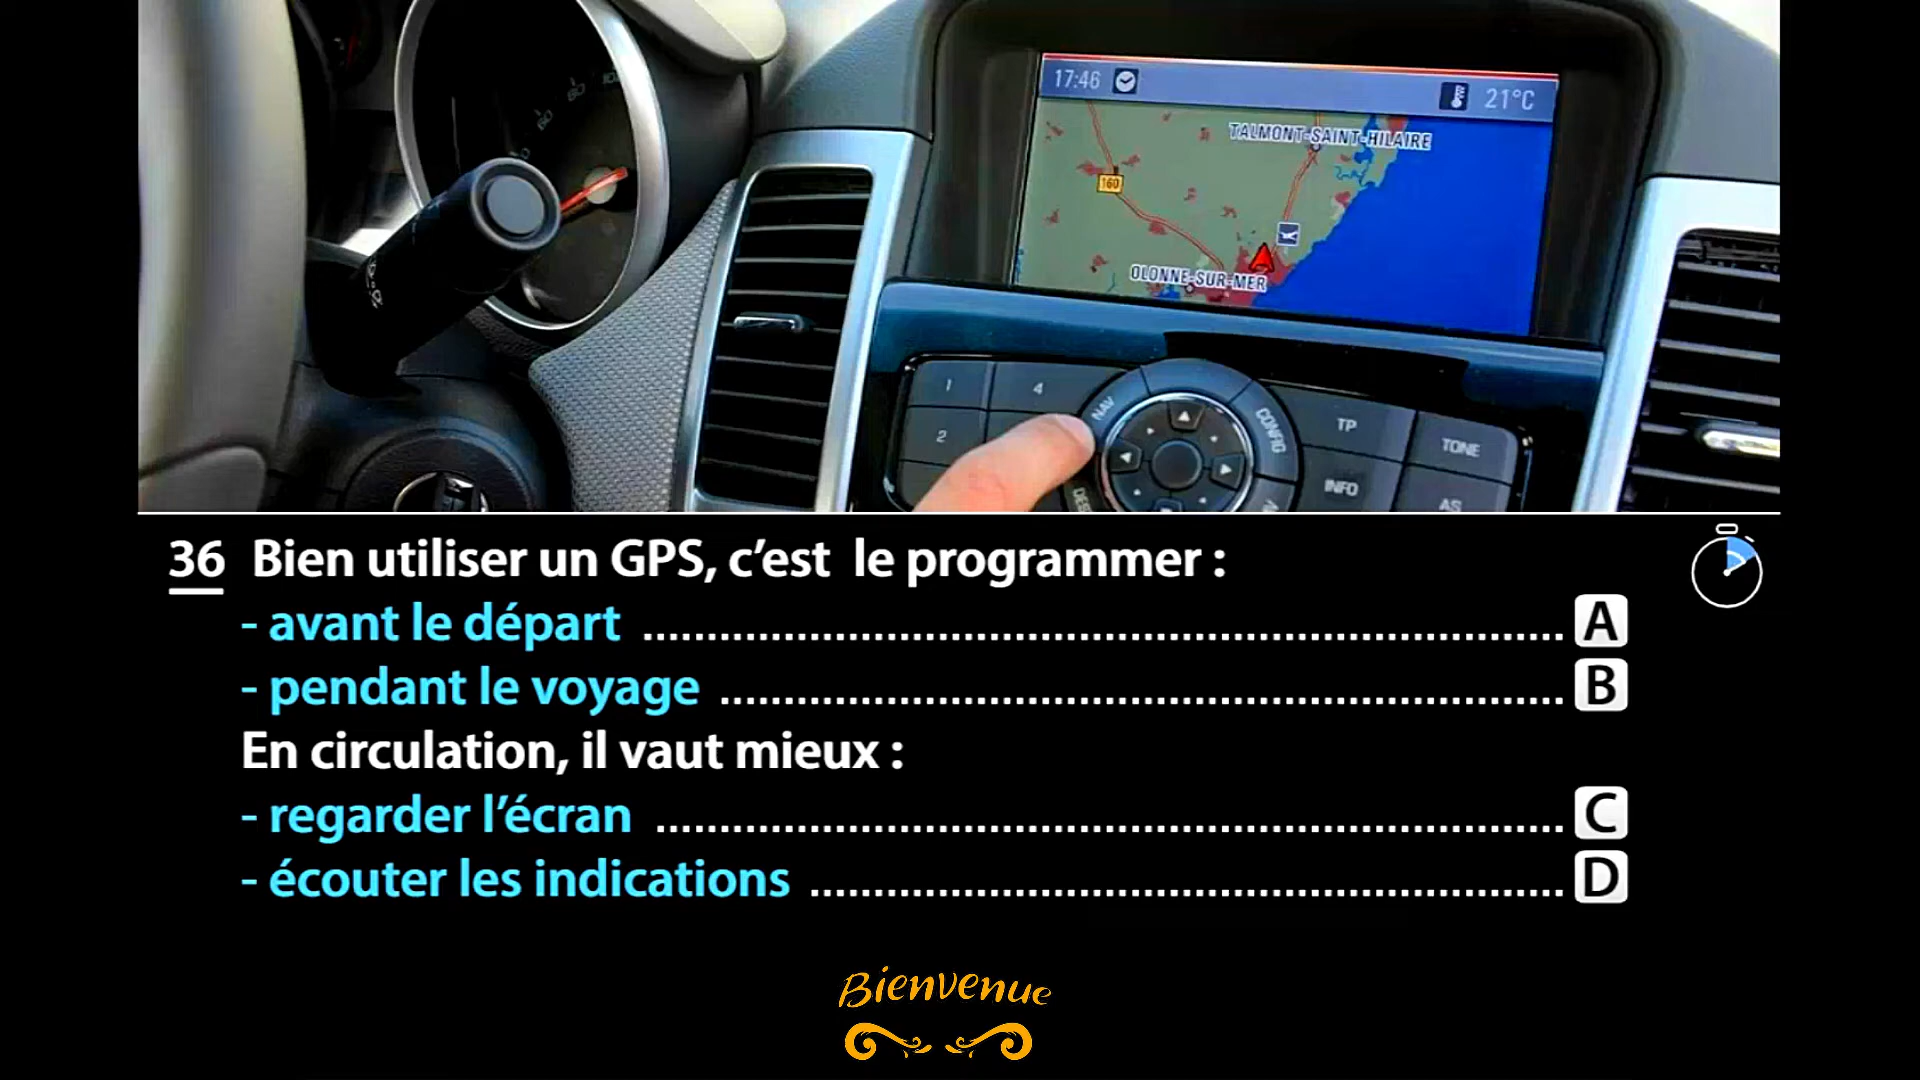 17:46 21°C
TALMONT-SAINT-HILAIRE
160
OLONNE-SUR-MER
1 4 NAV CONFIG TP TONE
2 INFO AS
36 Bien utiliser un GPS, c’est le programmer :
- avant le départ ........ A
- pendant le voyage ........ B
En circulation, il vaut mieux :
- regarder l’écran ........ C
- écouter les indications ........ D
Bienvenue